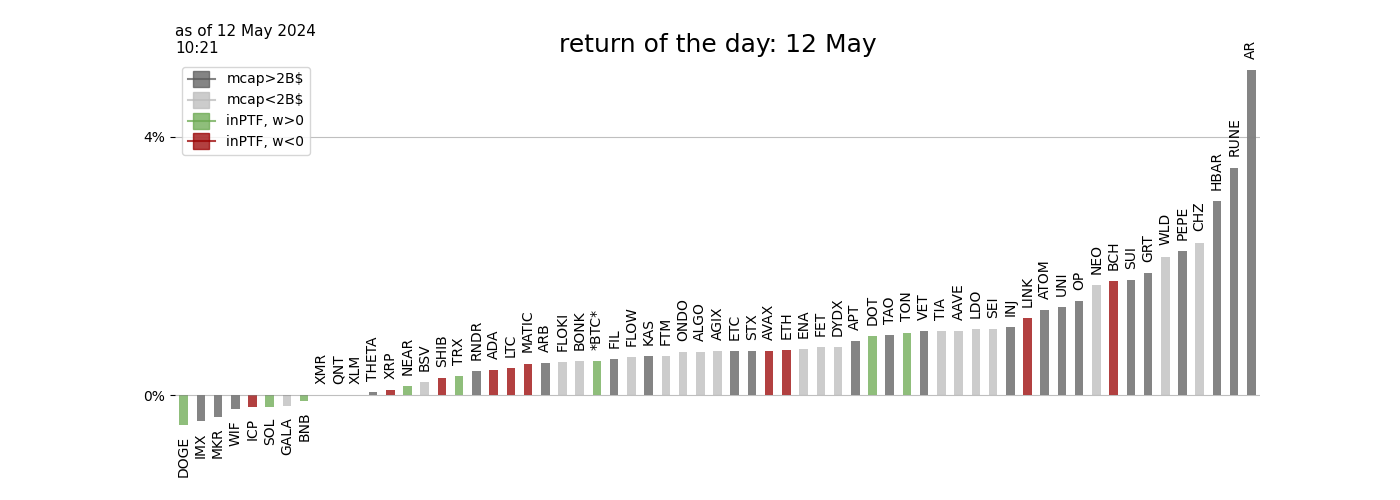 as of 12 May 2024
10:21
return of the day: 12 May
mcap>2B$
mcap<2B$
inPTF, w>0
inPTF, w<0
4%
0%
DOGE
IMX
MKR
WIF
ICP
SOL
GALA
BNB
XMR
QNT
XLM
THETA
XRP
NEAR
BSV
SHIB
TRX
RNDR
ADA
LTC
MATIC
ARB
FLOKI
BONK
*BTC*
FIL
FLOW
KAS
FTM
ONDO
ALGO
AGIX
ETC
STX
AVAX
ETH
ENA
FET
DYDX
APT
DOT
TAO
TON
VET
TIA
AAVE
LDO
SEI
INJ
LINK
ATOM
UNI
OP
NEO
BCH
SUI
GRT
WLD
PEPE
CHZ
HBAR
RUNE
AR